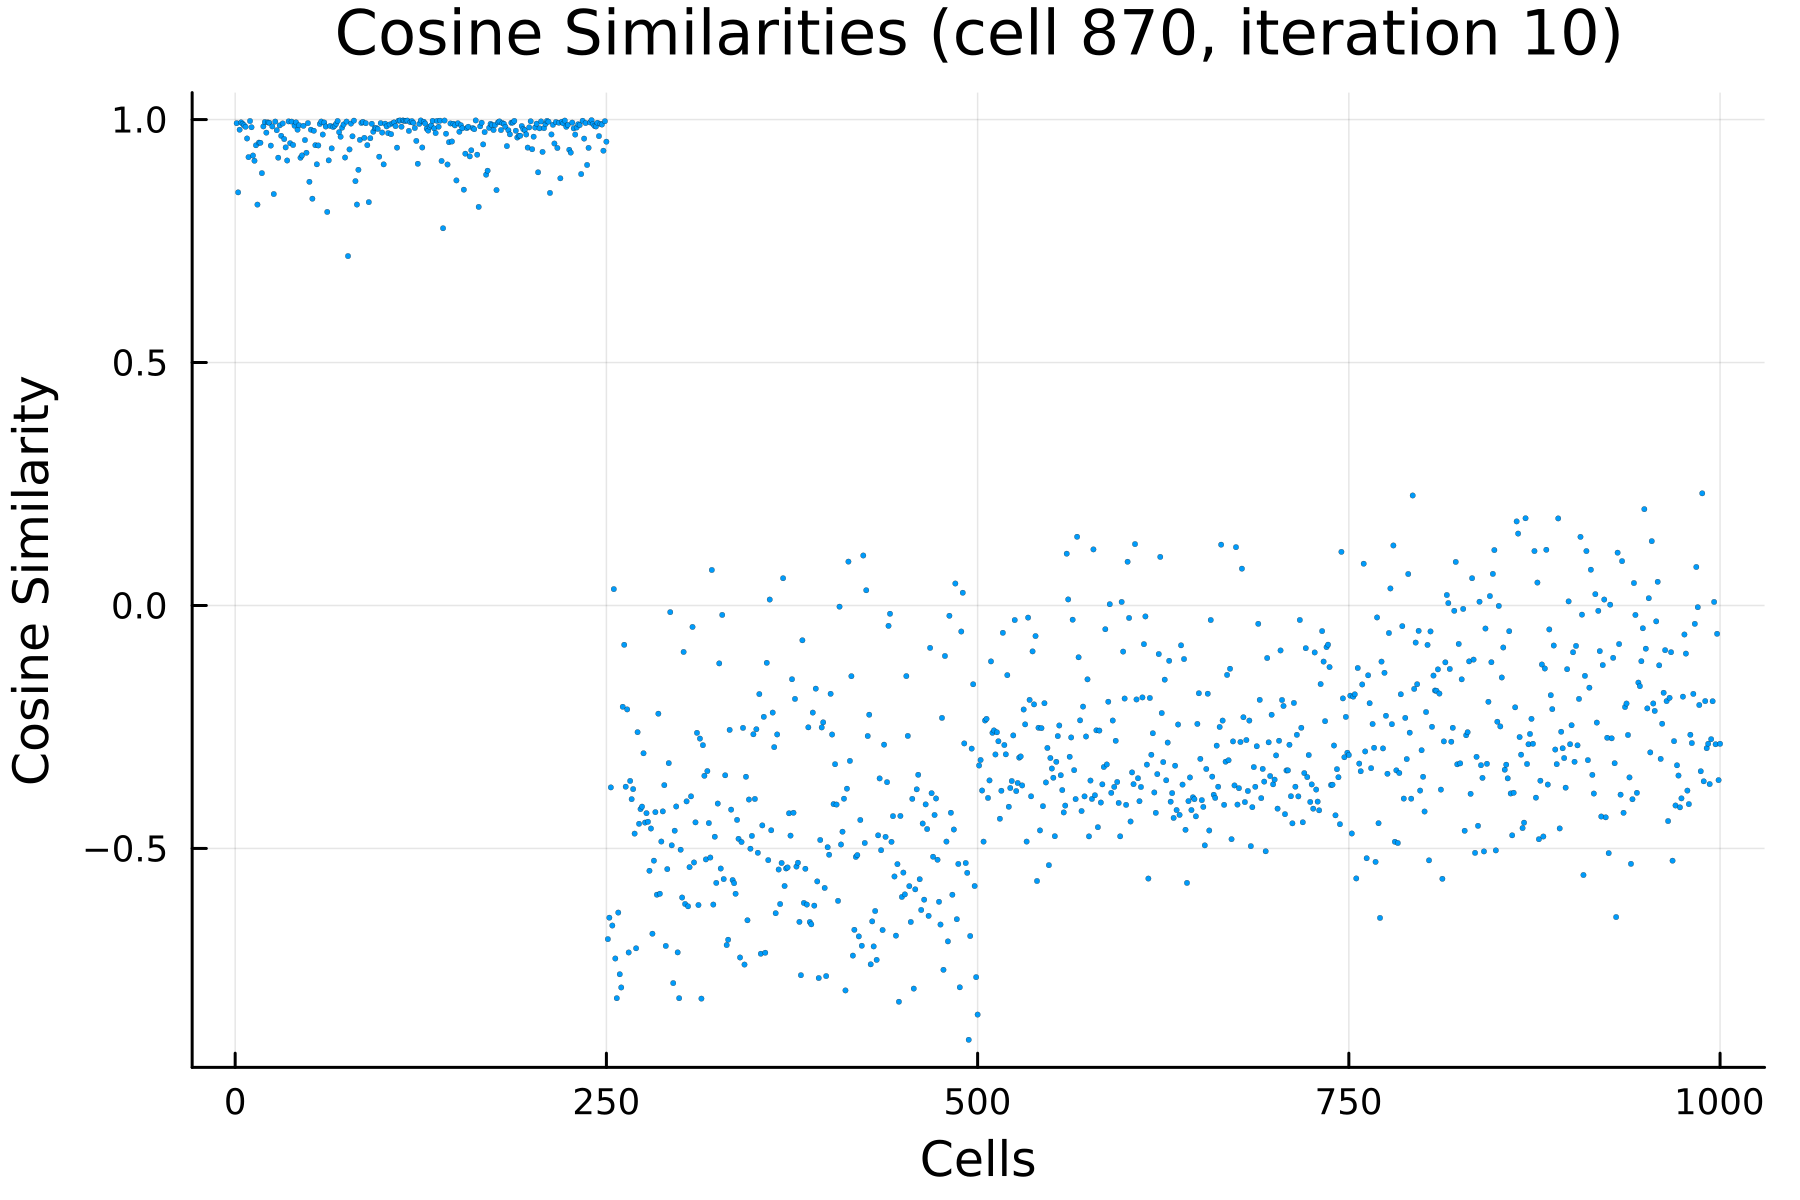 Cosine Similarities (cell 870, iteration 10)
1.0
0.5
0.0
−0.5
Cosine Similarity
0 250 500 750 1000
Cells